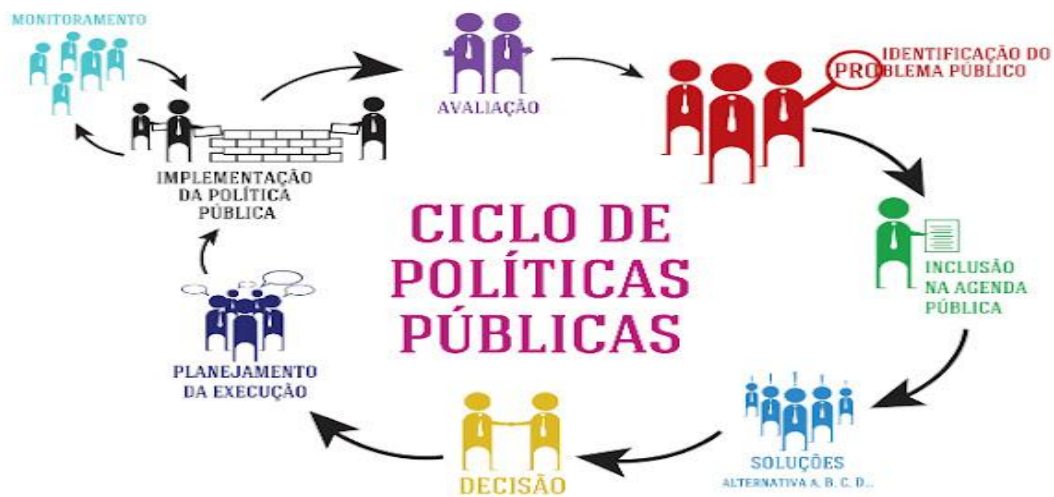 CICLO DE
POLÍTICAS
PÚBLICAS
IDENTIFICAÇÃO DO
PROBLEMA PÚBLICO
INCLUSÃO
NA AGENDA
PÚBLICA
SOLUÇÕES
ALTERNATIVA A, B, C, D...
DECISÃO
PLANEJAMENTO
DA EXECUÇÃO
IMPLEMENTAÇÃO
DA POLÍTICA
PÚBLICA
MONITORAMENTO
AVALIAÇÃO